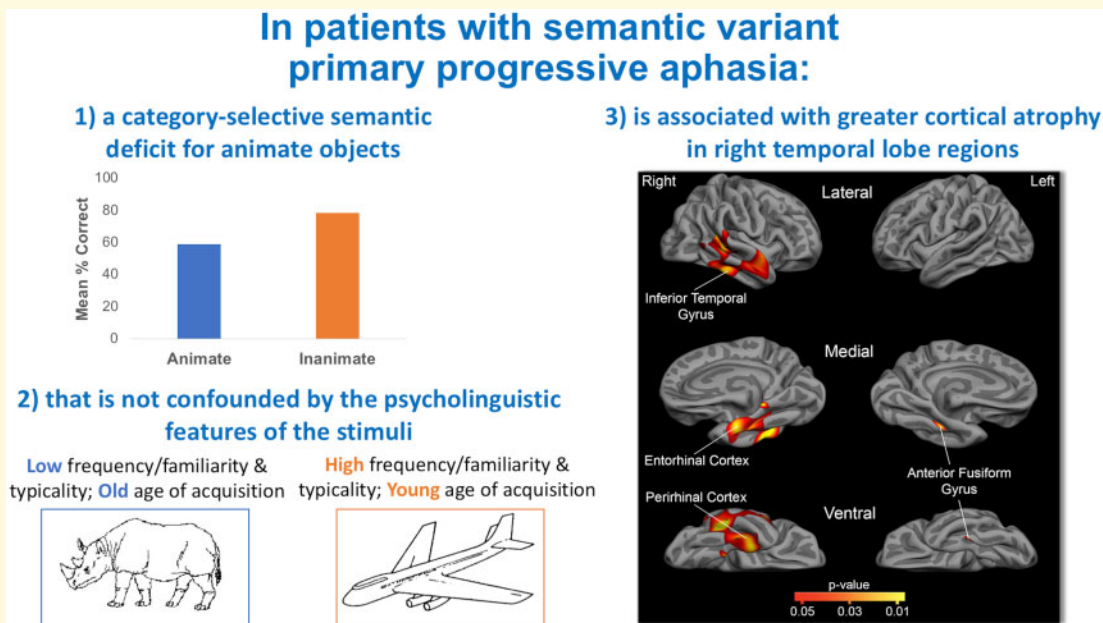 In patients with semantic variant
primary progressive aphasia:
1) a category-selective semantic
deficit for animate objects
100
80
60
40
20
0
Mean % Correct
Animate
Inanimate
2) that is not confounded by the psycholinguistic
features of the stimuli
Low frequency/familiarity &
typicality; Old age of acquisition
High frequency/familiarity &
typicality; Young age of acquisition
3) is associated with greater cortical atrophy
in right temporal lobe regions
Right
Left
Lateral
Inferior Temporal
Gyrus
Medial
Entorhinal Cortex
Anterior Fusiform
Gyrus
Perirhinal Cortex
Ventral
p-value
0.05 0.03 0.01